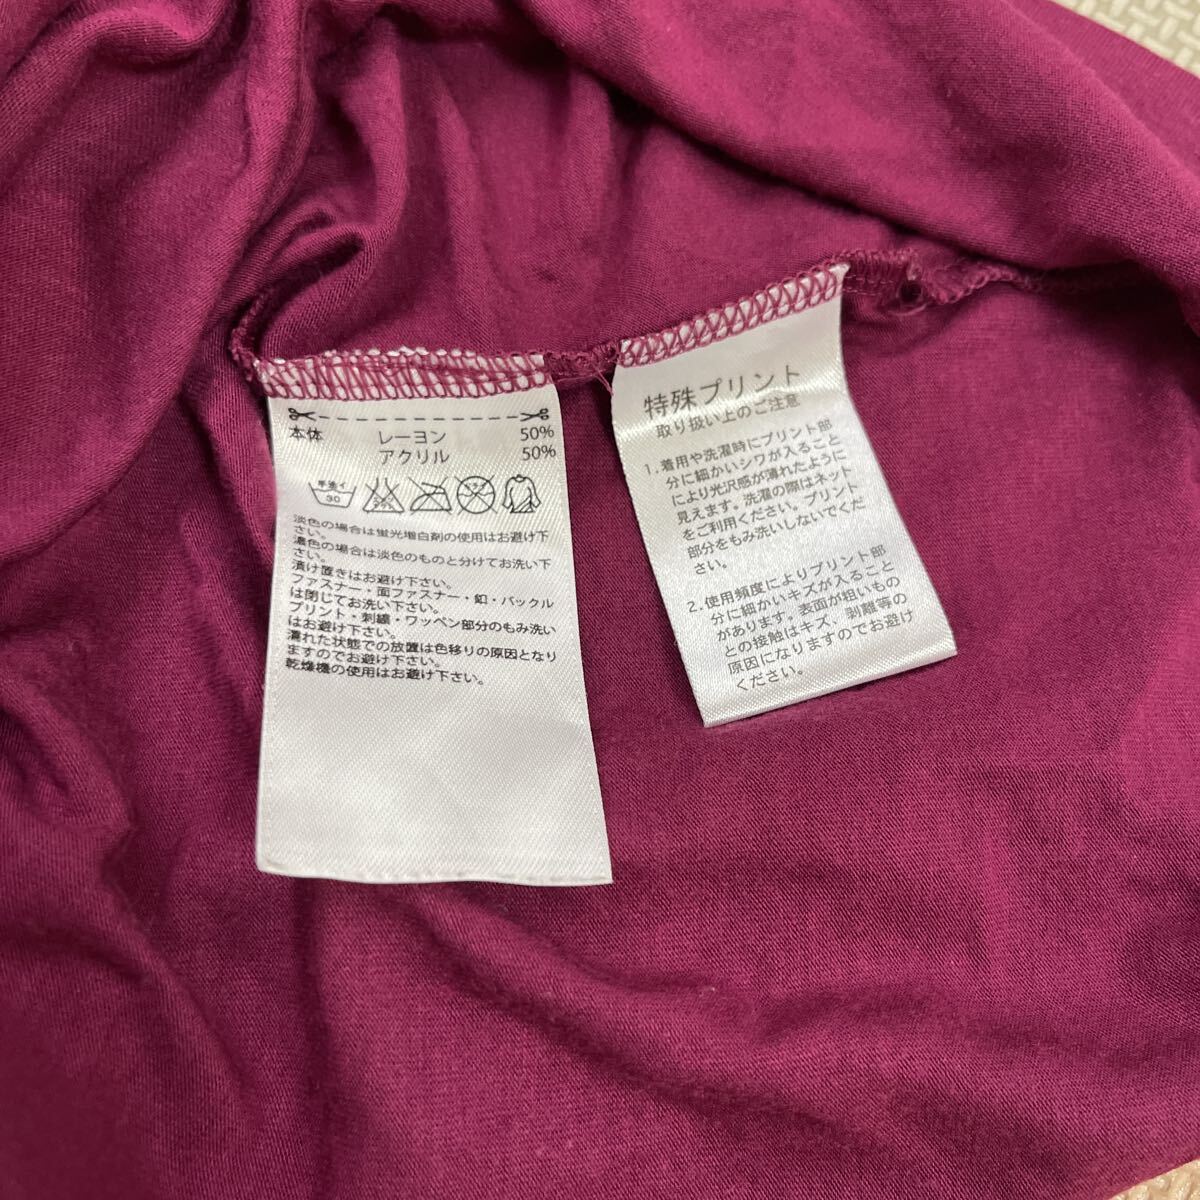 本体 レーヨン 50%
アクリル 50%
手洗イ
30
淡色の場合は蛍光増白剤の使用はお避け下
さい。
濃色の場合は淡色のものと分けてお洗い下
さい。
漬け置きはお避け下さい。
ファスナー・面ファスナー・釦・バックル
は閉じてお洗い下さい。
プリント・刺繍・ワッペン部分のもみ洗い
はお避け下さい。
濡れた状態での放置は色移りの原因となり
ますのでお避け下さい。
乾燥機の使用はお避け下さい。
特殊プリント
取り扱い上のご注意
1. 着用や洗濯時にプリント部
分に細かいシワが入ること
により光沢感が薄れたように
見えます。洗濯の際はネット
をご利用ください。プリント
部分をもみ洗いしないでくだ
さい。
2. 使用頻度によりプリント部
分に細かいキズが入ること
があります。表面が粗いもの
との接触はキズ、剥離等の
原因になりますのでお避け
ください。